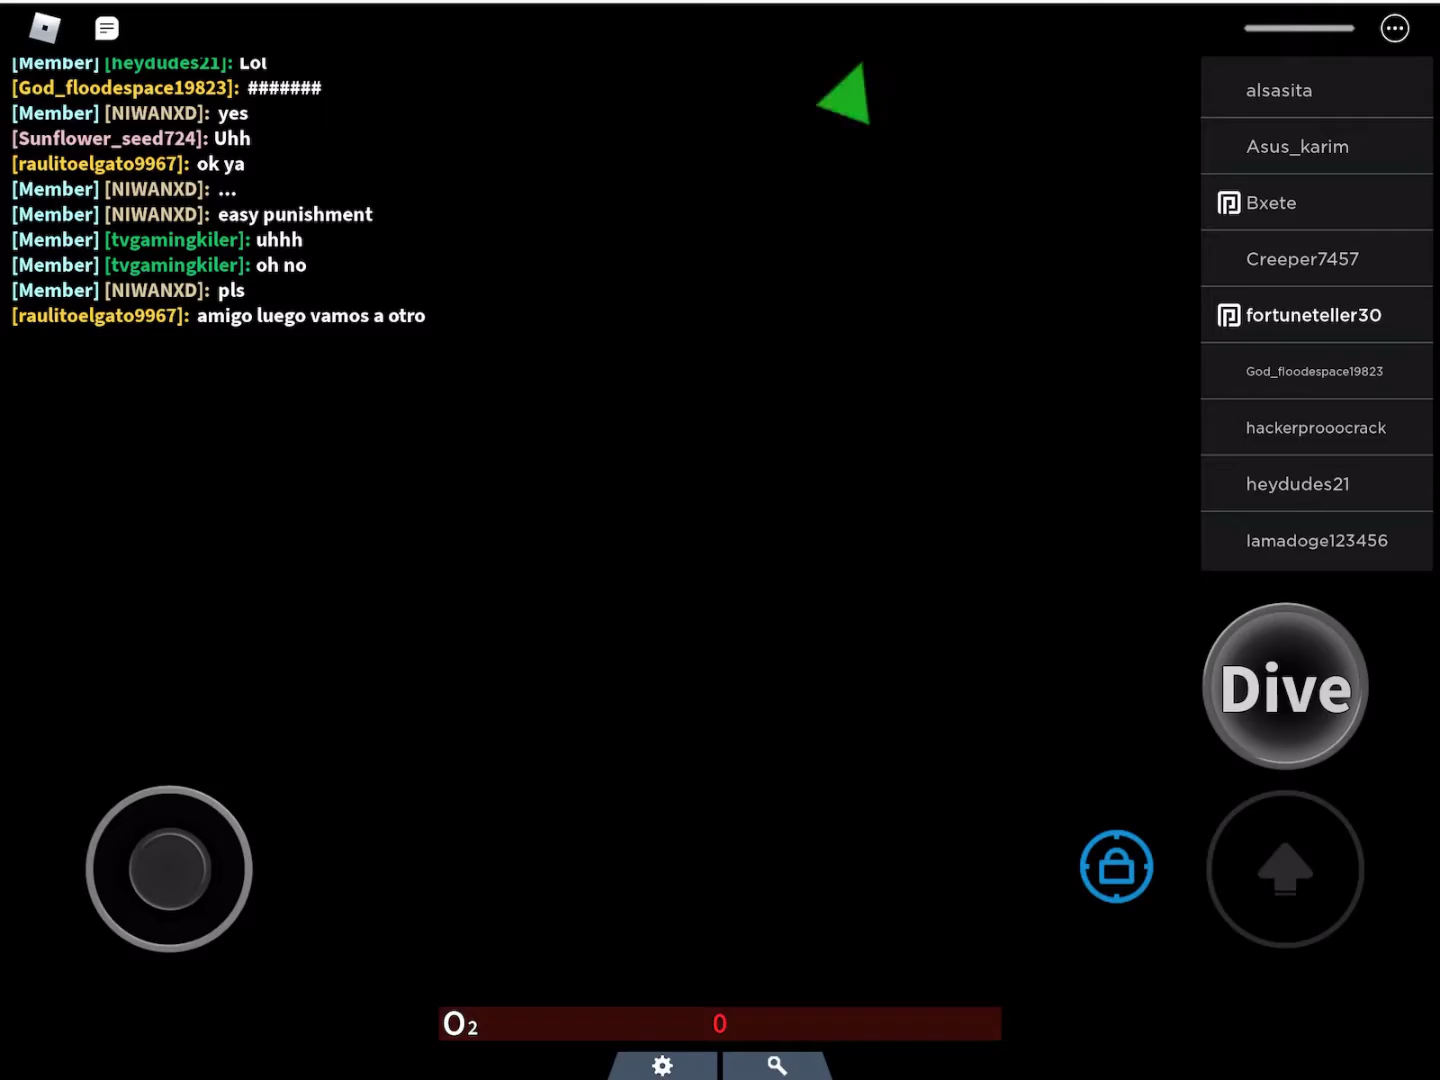 [Member] [heydudes21]: Lol
[God_floodespace19823]: #######
[Member] [NIWANXD]: yes
[Sunflower_seed724]: Uhh
[raulitoelgato9967]: ok ya
[Member] [NIWANXD]: ...
[Member] [NIWANXD]: easy punishment
[Member] [tvgamingkiler]: uhhh
[Member] [tvgamingkiler]: oh no
[Member] [NIWANXD]: pls
[raulitoelgato9967]: amigo luego vamos a otro
alsasita
Asus_karim
Bxete
Creeper7457
fortuneteller30
God_floodespace19823
hackerprooocrack
heydudes21
lamadoge123456
Dive
O2 0